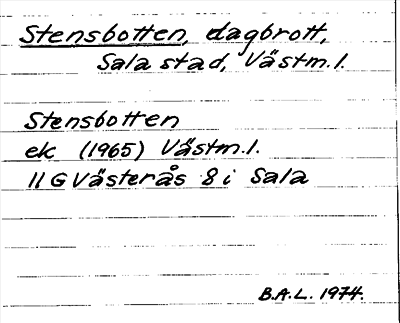 Stensbotten, dagbrott,
Sala stad, Västm.l.
Stensbotten
ek (1965) Västm.l.
11 G Västerås 8 i Sala
B.A.L. 1974.